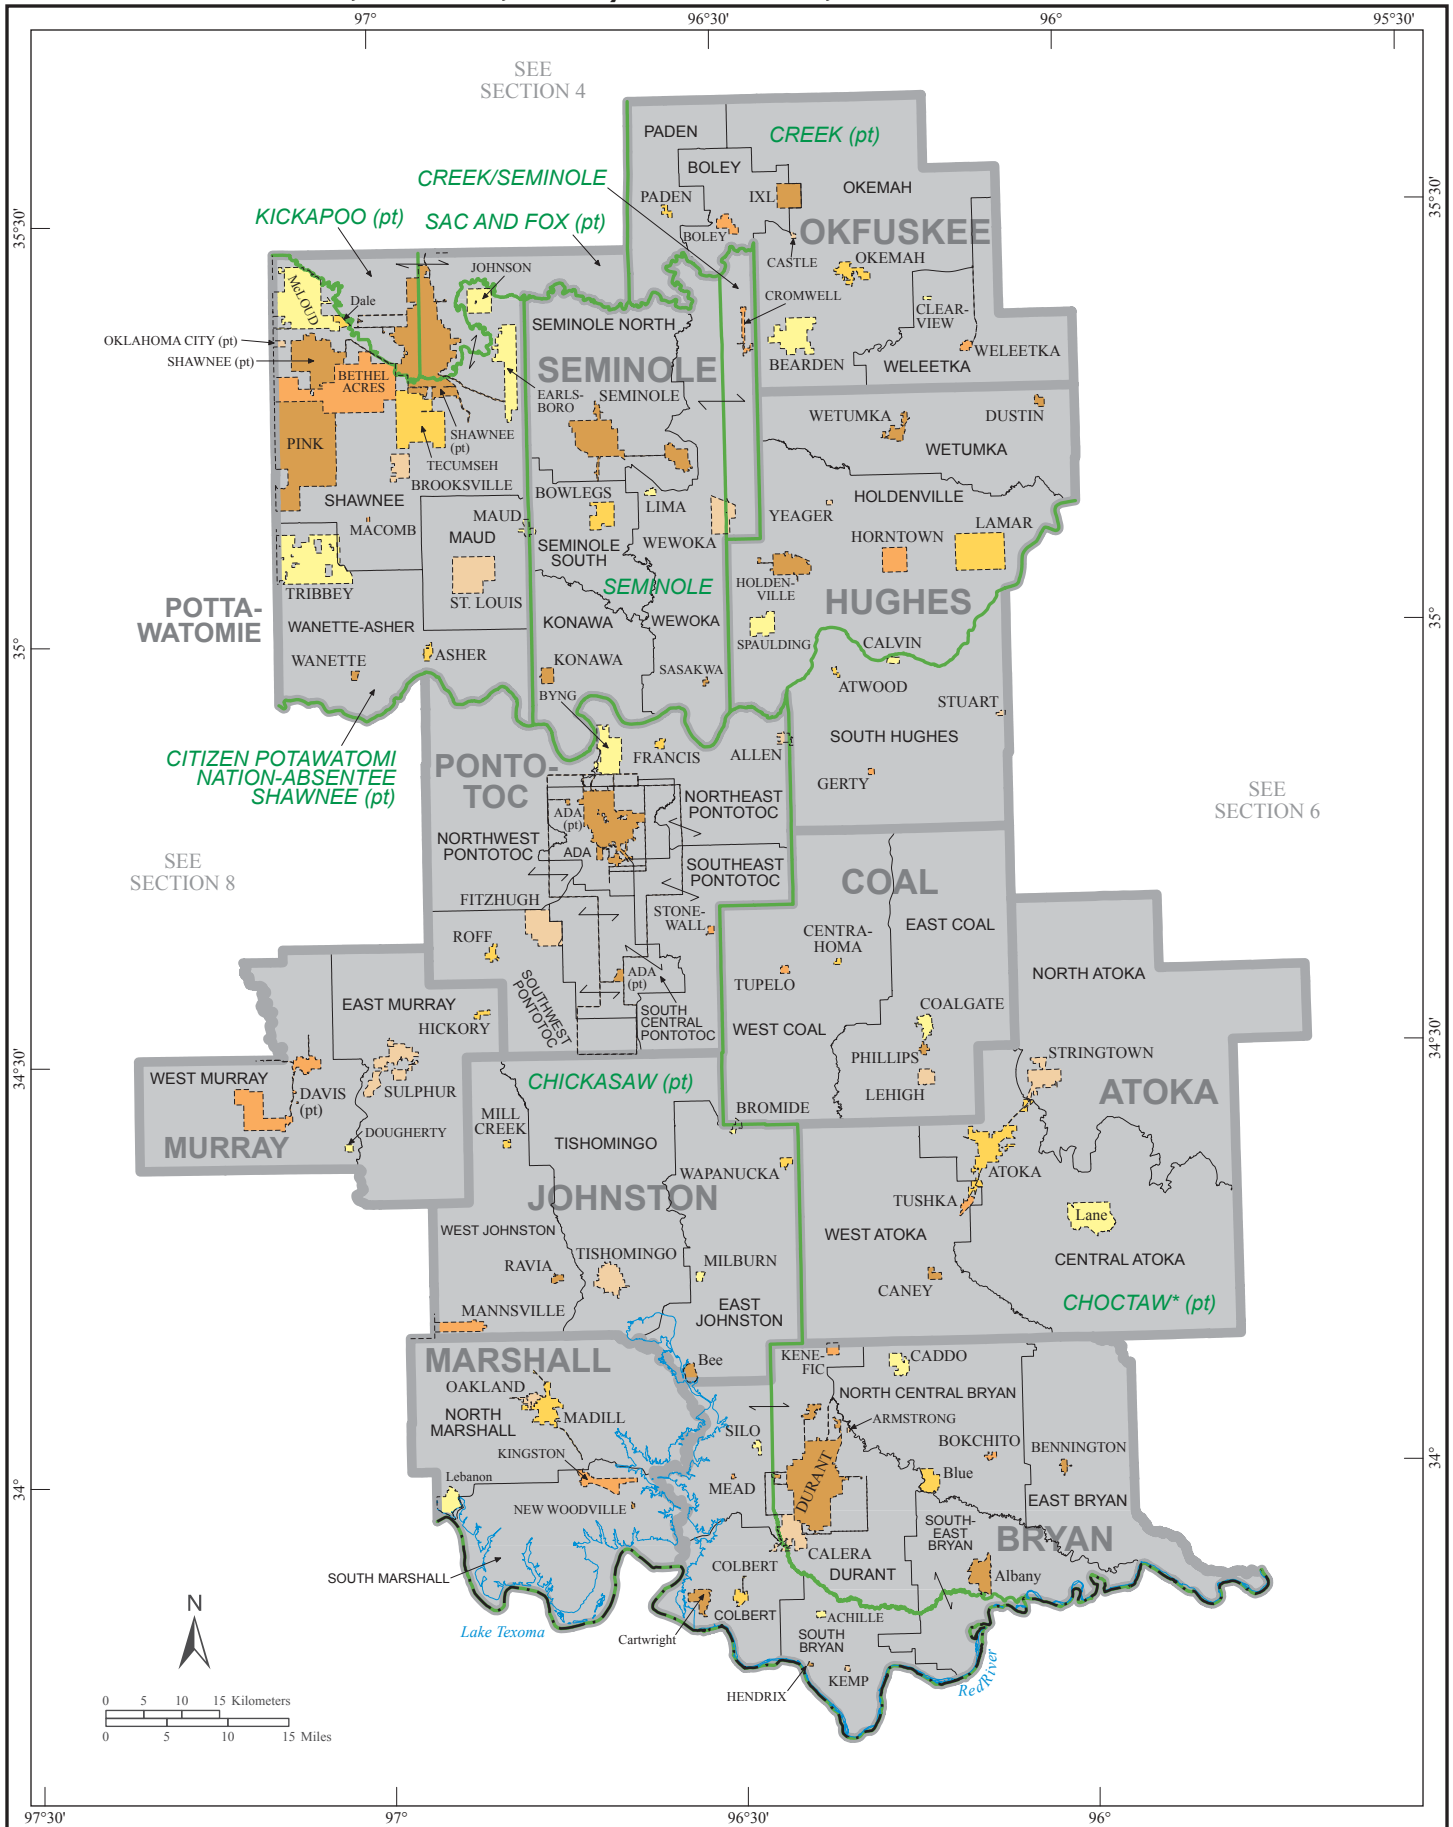 97°
96°30'
96°
95°30'
SEE
SECTION 4
PADEN
CREEK (pt)
BOLEY
CREEK/SEMINOLE
OKEMAH
PADEN
IXL
KICKAPOO (pt)
SAC AND FOX (pt)
35°30'
35°30'
BOLEY
OKFUSKEE
CASTLE
OKEMAH
JOHNSON
McLOUD
Dale
CROMWELL
CLEAR-
VIEW
SEMINOLE NORTH
OKLAHOMA CITY (pt)
WELEETKA
SHAWNEE (pt)
BEARDEN
WELEETKA
BETHEL
ACRES
SEMINOLE
EARLS-
BORO
SEMINOLE
WETUMKA
DUSTIN
PINK
SHAWNEE
(pt)
WETUMKA
TECUMSEH
BROOKSVILLE
SHAWNEE
BOWLEGS
LIMA
HOLDENVILLE
MAUD
YEAGER
LAMAR
MACOMB
MAUD
SEMINOLE
SOUTH
WEWOKA
HORNTOWN
SEMINOLE
HOLDEN-
VILLE
TRIBBEY
ST. LOUIS
HUGHES
POTTA-
WATOMIE
WANETTE-ASHER
KONAWA
WEWOKA
SPAULDING
CALVIN
35°
35°
WANETTE
ASHER
KONAWA
SASAKWA
ATWOOD
BYNG
STUART
CITIZEN POTAWATOMI
NATION-ABSENTEE
SHAWNEE (pt)
PONTO-
TOC
FRANCIS
ALLEN
SOUTH HUGHES
GERTY
SEE
SECTION 6
NORTHEAST
PONTOTOC
ADA
(pt)
NORTHWEST
PONTOTOC
ADA
SEE
SECTION 8
SOUTHEAST
PONTOTOC
COAL
FITZHUGH
STONE-
WALL
EAST COAL
CENTRA-
HOMA
ROFF
NORTH ATOKA
ADA
(pt)
TUPELO
SOUTHWEST
PONTOTOC
EAST MURRAY
SOUTH
CENTRAL
PONTOTOC
COALGATE
HICKORY
WEST COAL
34°30'
34°30'
PHILLIPS
STRINGTOWN
WEST MURRAY
CHICKASAW (pt)
LEHIGH
DAVIS
(pt)
SULPHUR
ATOKA
MURRAY
DOUGHERTY
MILL
CREEK
BROMIDE
TISHOMINGO
WAPANUCKA
ATOKA
JOHNSTON
TUSHKA
Lane
WEST JOHNSTON
WEST ATOKA
TISHOMINGO
MILBURN
CENTRAL ATOKA
RAVIA
CANEY
CHOCTAW* (pt)
MANNSVILLE
EAST
JOHNSTON
MARSHALL
Bee
KENE-
FIC
CADDO
OAKLAND
NORTH CENTRAL BRYAN
NORTH
MARSHALL
MADILL
SILO
ARMSTRONG
BOKCHITO
BENNINGTON
KINGSTON
DURANT
Blue
34°
34°
Lebanon
MEAD
NEW WOODVILLE
EAST BRYAN
SOUTH-
EAST
BRYAN
BRYAN
CALERA
COLBERT
DURANT
SOUTH MARSHALL
Albany
COLBERT
ACHILLE
N
Lake Texoma
Cartwright
SOUTH
BRYAN
Red River
KEMP
HENDRIX
0 5 10 15 Kilometers
0 5 10 15 Miles
97°30'
97°
96°30'
96°